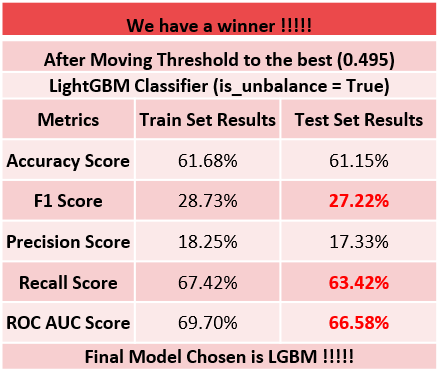 We have a winner !!!!!
After Moving Threshold to the best (0.495)
LightGBM Classifier (is_unbalance = True)
Metrics Train Set Results Test Set Results
Accuracy Score 61.68% 61.15%
F1 Score 28.73% 27.22%
Precision Score 18.25% 17.33%
Recall Score 67.42% 63.42%
ROC AUC Score 69.70% 66.58%
Final Model Chosen is LGBM !!!!!